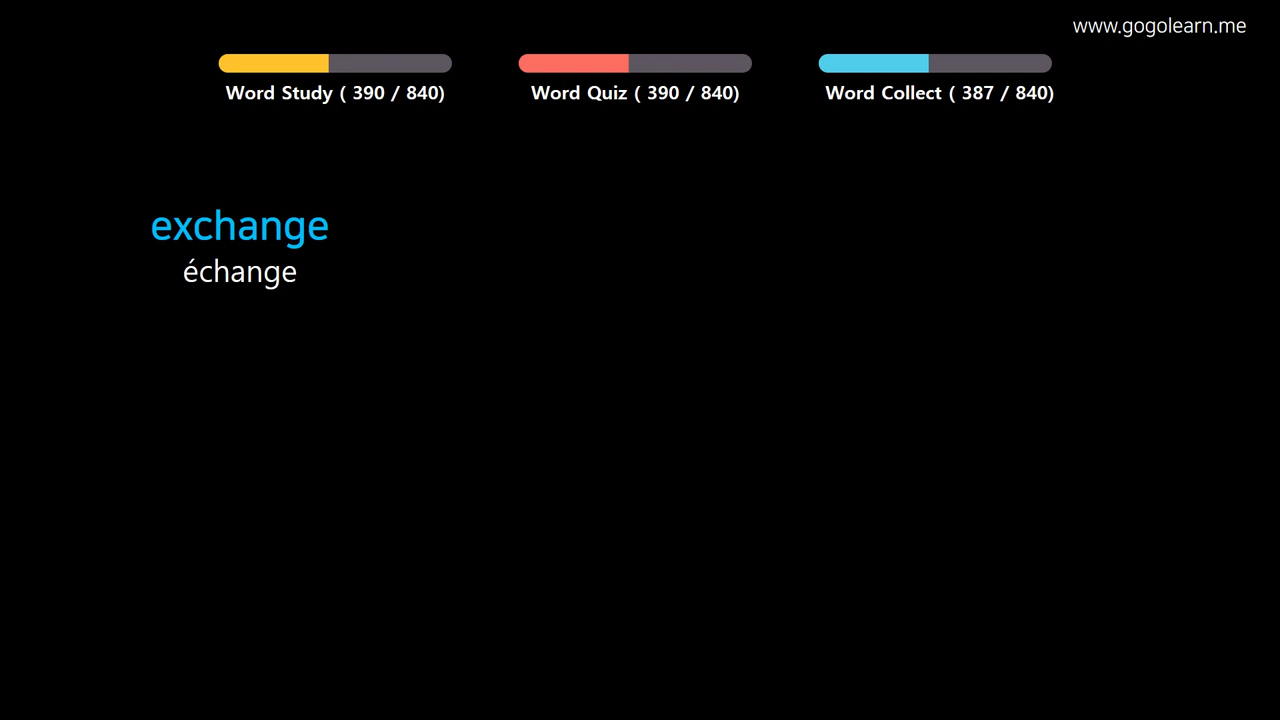 www.gogolearn.me
Word Study ( 390 / 840)
Word Quiz ( 390 / 840)
Word Collect ( 387 / 840)
exchange
échange